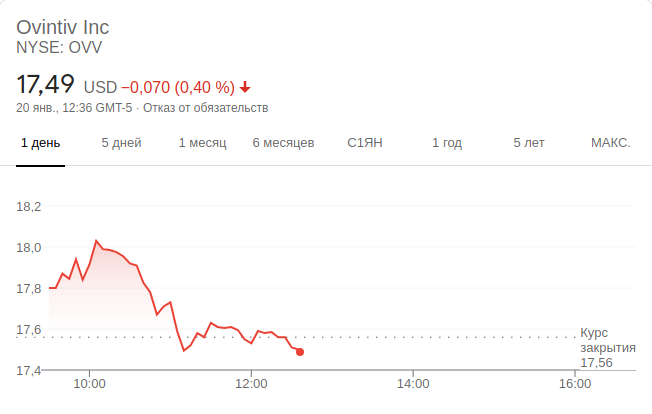 Ovintiv Inc
NYSE: OVV
17,49 USD −0,070 (0,40 %)
20 янв., 12:36 GMT-5 · Отказ от обязательств
1 день 5 дней 1 месяц 6 месяцев С1ЯН 1 год 5 лет МАКС.
18,2
18,0
17,8
17,6
Курс
закрытия
17,56
17,4
10:00 12:00 14:00 16:00